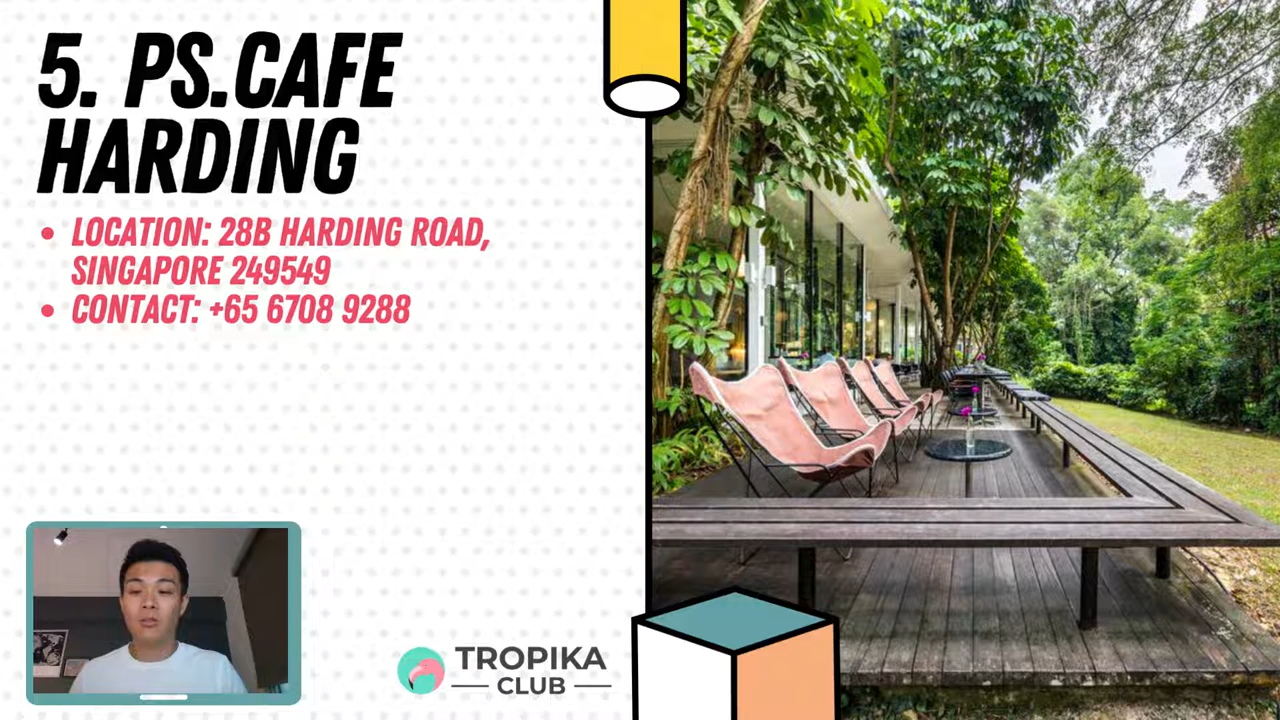 5. PS.CAFE
HARDING
• LOCATION: 28B HARDING ROAD,
SINGAPORE 249549
• CONTACT: +65 6708 9288
TROPIKA
CLUB